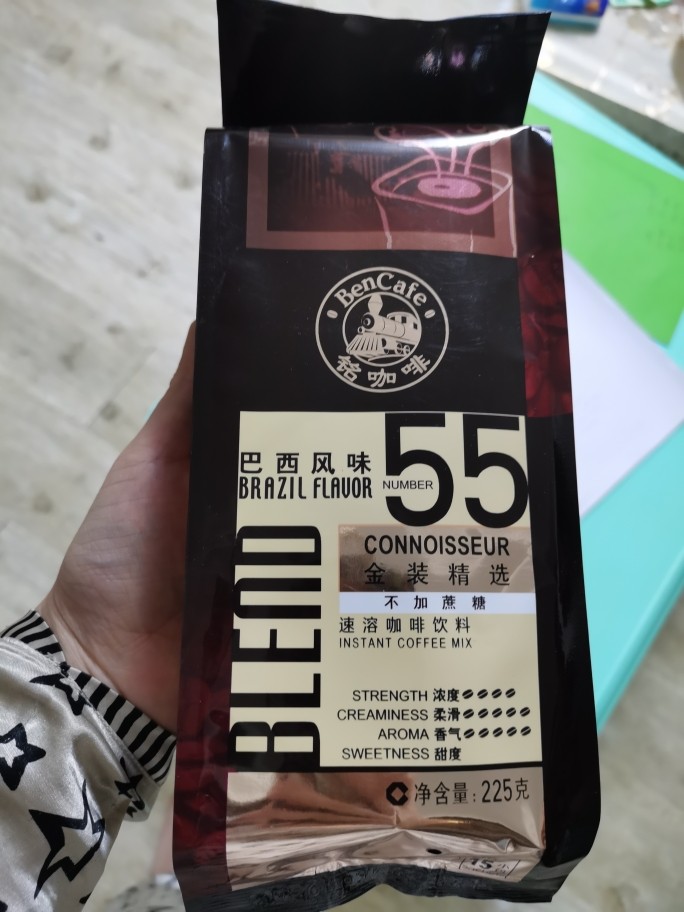 BenCafe
铭咖啡
巴西风味
BRAZIL FLAVOR
NUMBER 55
BLEND
CONNOISSEUR
金装精选
不加蔗糖
速溶咖啡饮料
INSTANT COFFEE MIX
STRENGTH 浓度
CREAMINESS 柔滑
AROMA 香气
SWEETNESS 甜度
净含量:225克